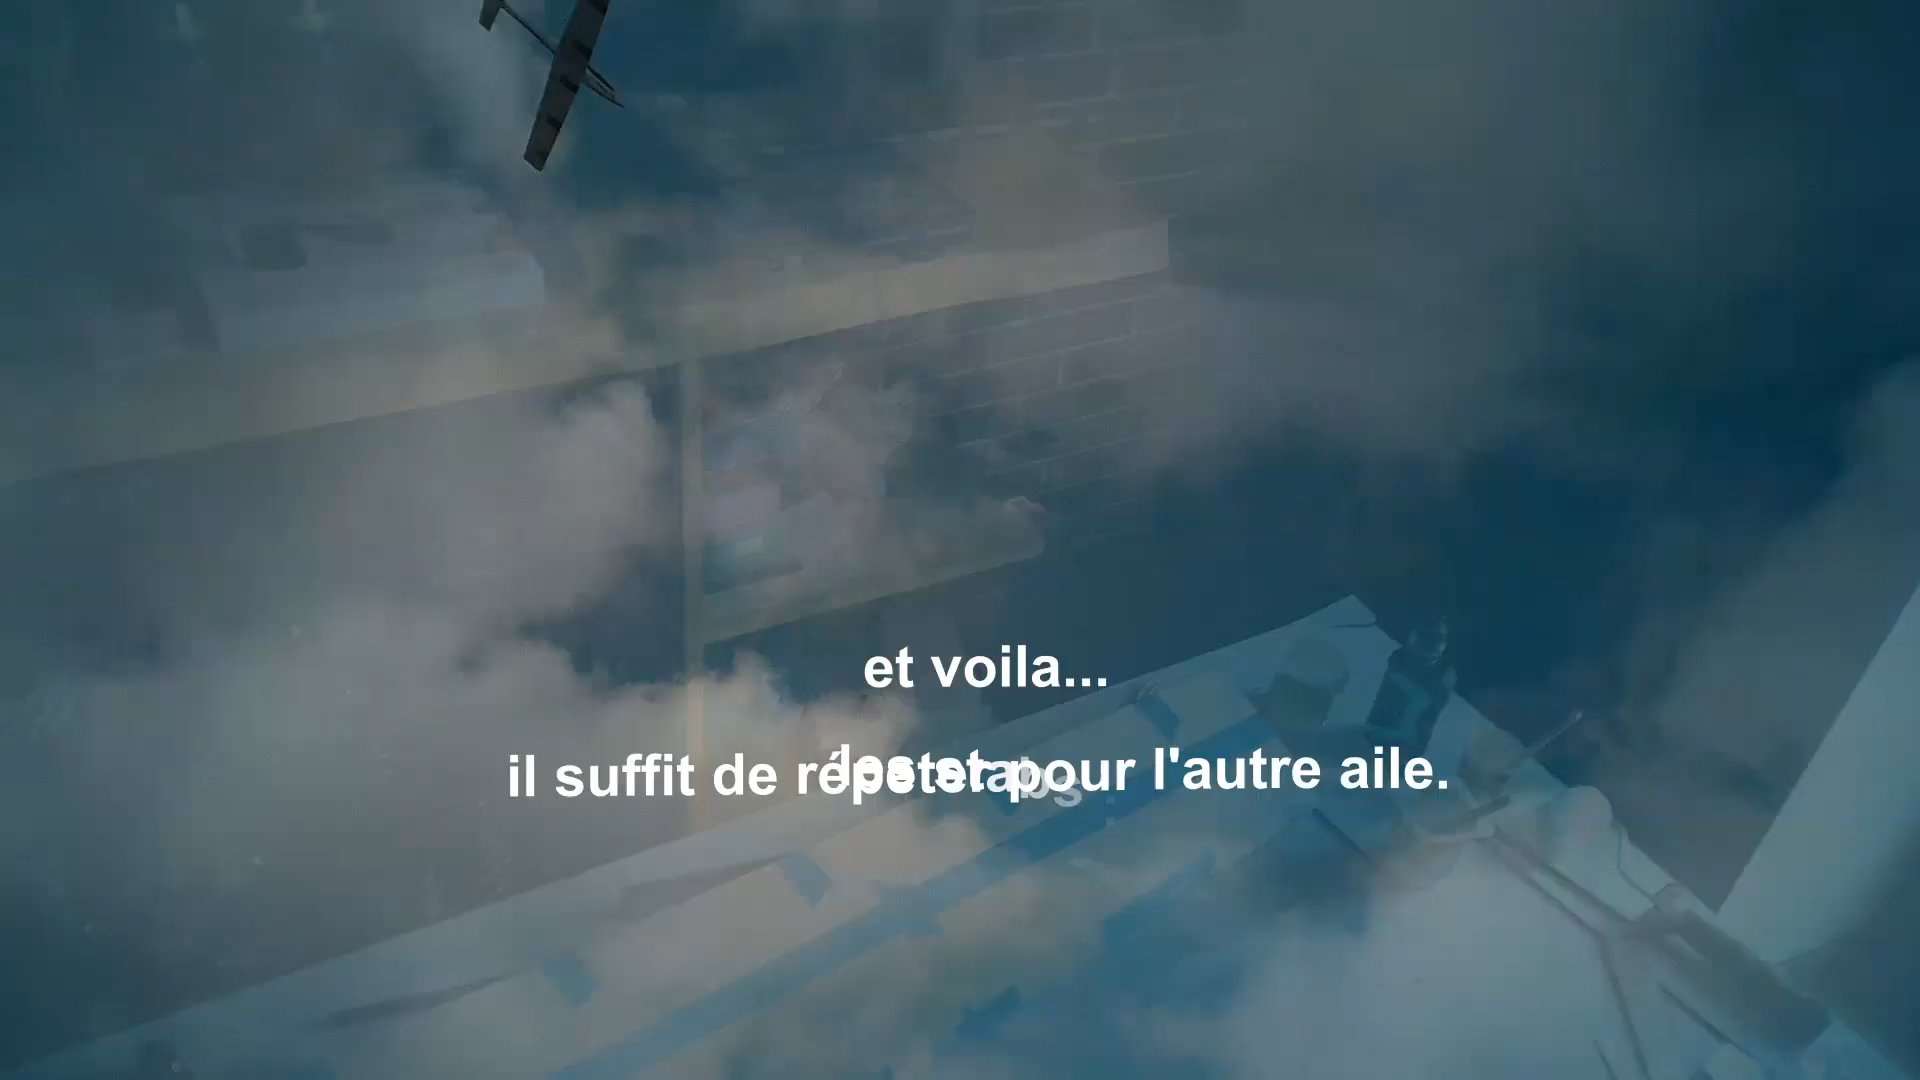 et voila...
il suffit de répéter pour l'autre aile.